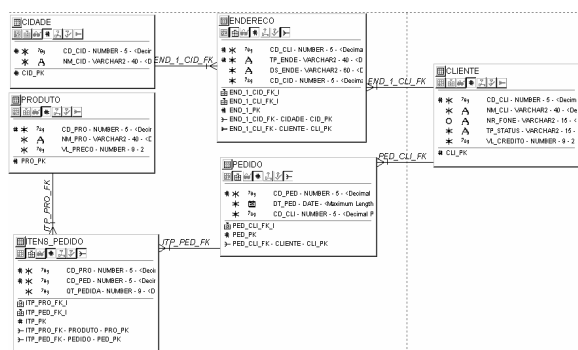 CIDADE
CD_CID - NUMBER - 5 - <Decir
NM_CID - VARCHAR2 - 40 - <D
CID_PK
END_1_CID_FK
ENDERECO
CD_CLI - NUMBER - 5 - <Decima
TP_ENDE - VARCHAR2 - 40 - <D
DS_ENDE - VARCHAR2 - 60 - <D
CD_CID - NUMBER - 5 - <Decima
END_1_CID_FK_I
END_1_CLI_FK_I
END_1_PK
END_1_CID_FK - CIDADE - CID_PK
END_1_CLI_FK - CLIENTE - CLI_PK
END_1_CLI_FK
CLIENTE
CD_CLI - NUMBER - 5 - <Decima
NM_CLI - VARCHAR2 - 40 - <De
NR_FONE - VARCHAR2 - 15 - <
TP_STATUS - VARCHAR2 - 15 -
VL_CREDITO - NUMBER - 9 - 2
CLI_PK
PRODUTO
CD_PRO - NUMBER - 5 - <Decir
NM_PRO - VARCHAR2 - 40 - <D
VL_PRECO - NUMBER - 9 - 2
PRO_PK
PED_CLI_FK
PEDIDO
CD_PED - NUMBER - 5 - <Decimal
DT_PED - DATE - <Maximum Length
CD_CLI - NUMBER - 5 - <Decimal P
PED_CLI_FK_I
PED_PK
PED_CLI_FK - CLIENTE - CLI_PK
ITP_PRO_FK
ITP_PED_FK
ITENS_PEDIDO
CD_PRO - NUMBER - 5 - <Decir
CD_PED - NUMBER - 5 - <Decir
QT_PEDIDA - NUMBER - 9 - <D
ITP_PRO_FK_I
ITP_PED_FK_I
ITP_PK
ITP_PRO_FK - PRODUTO - PRO_PK
ITP_PED_FK - PEDIDO - PED_PK